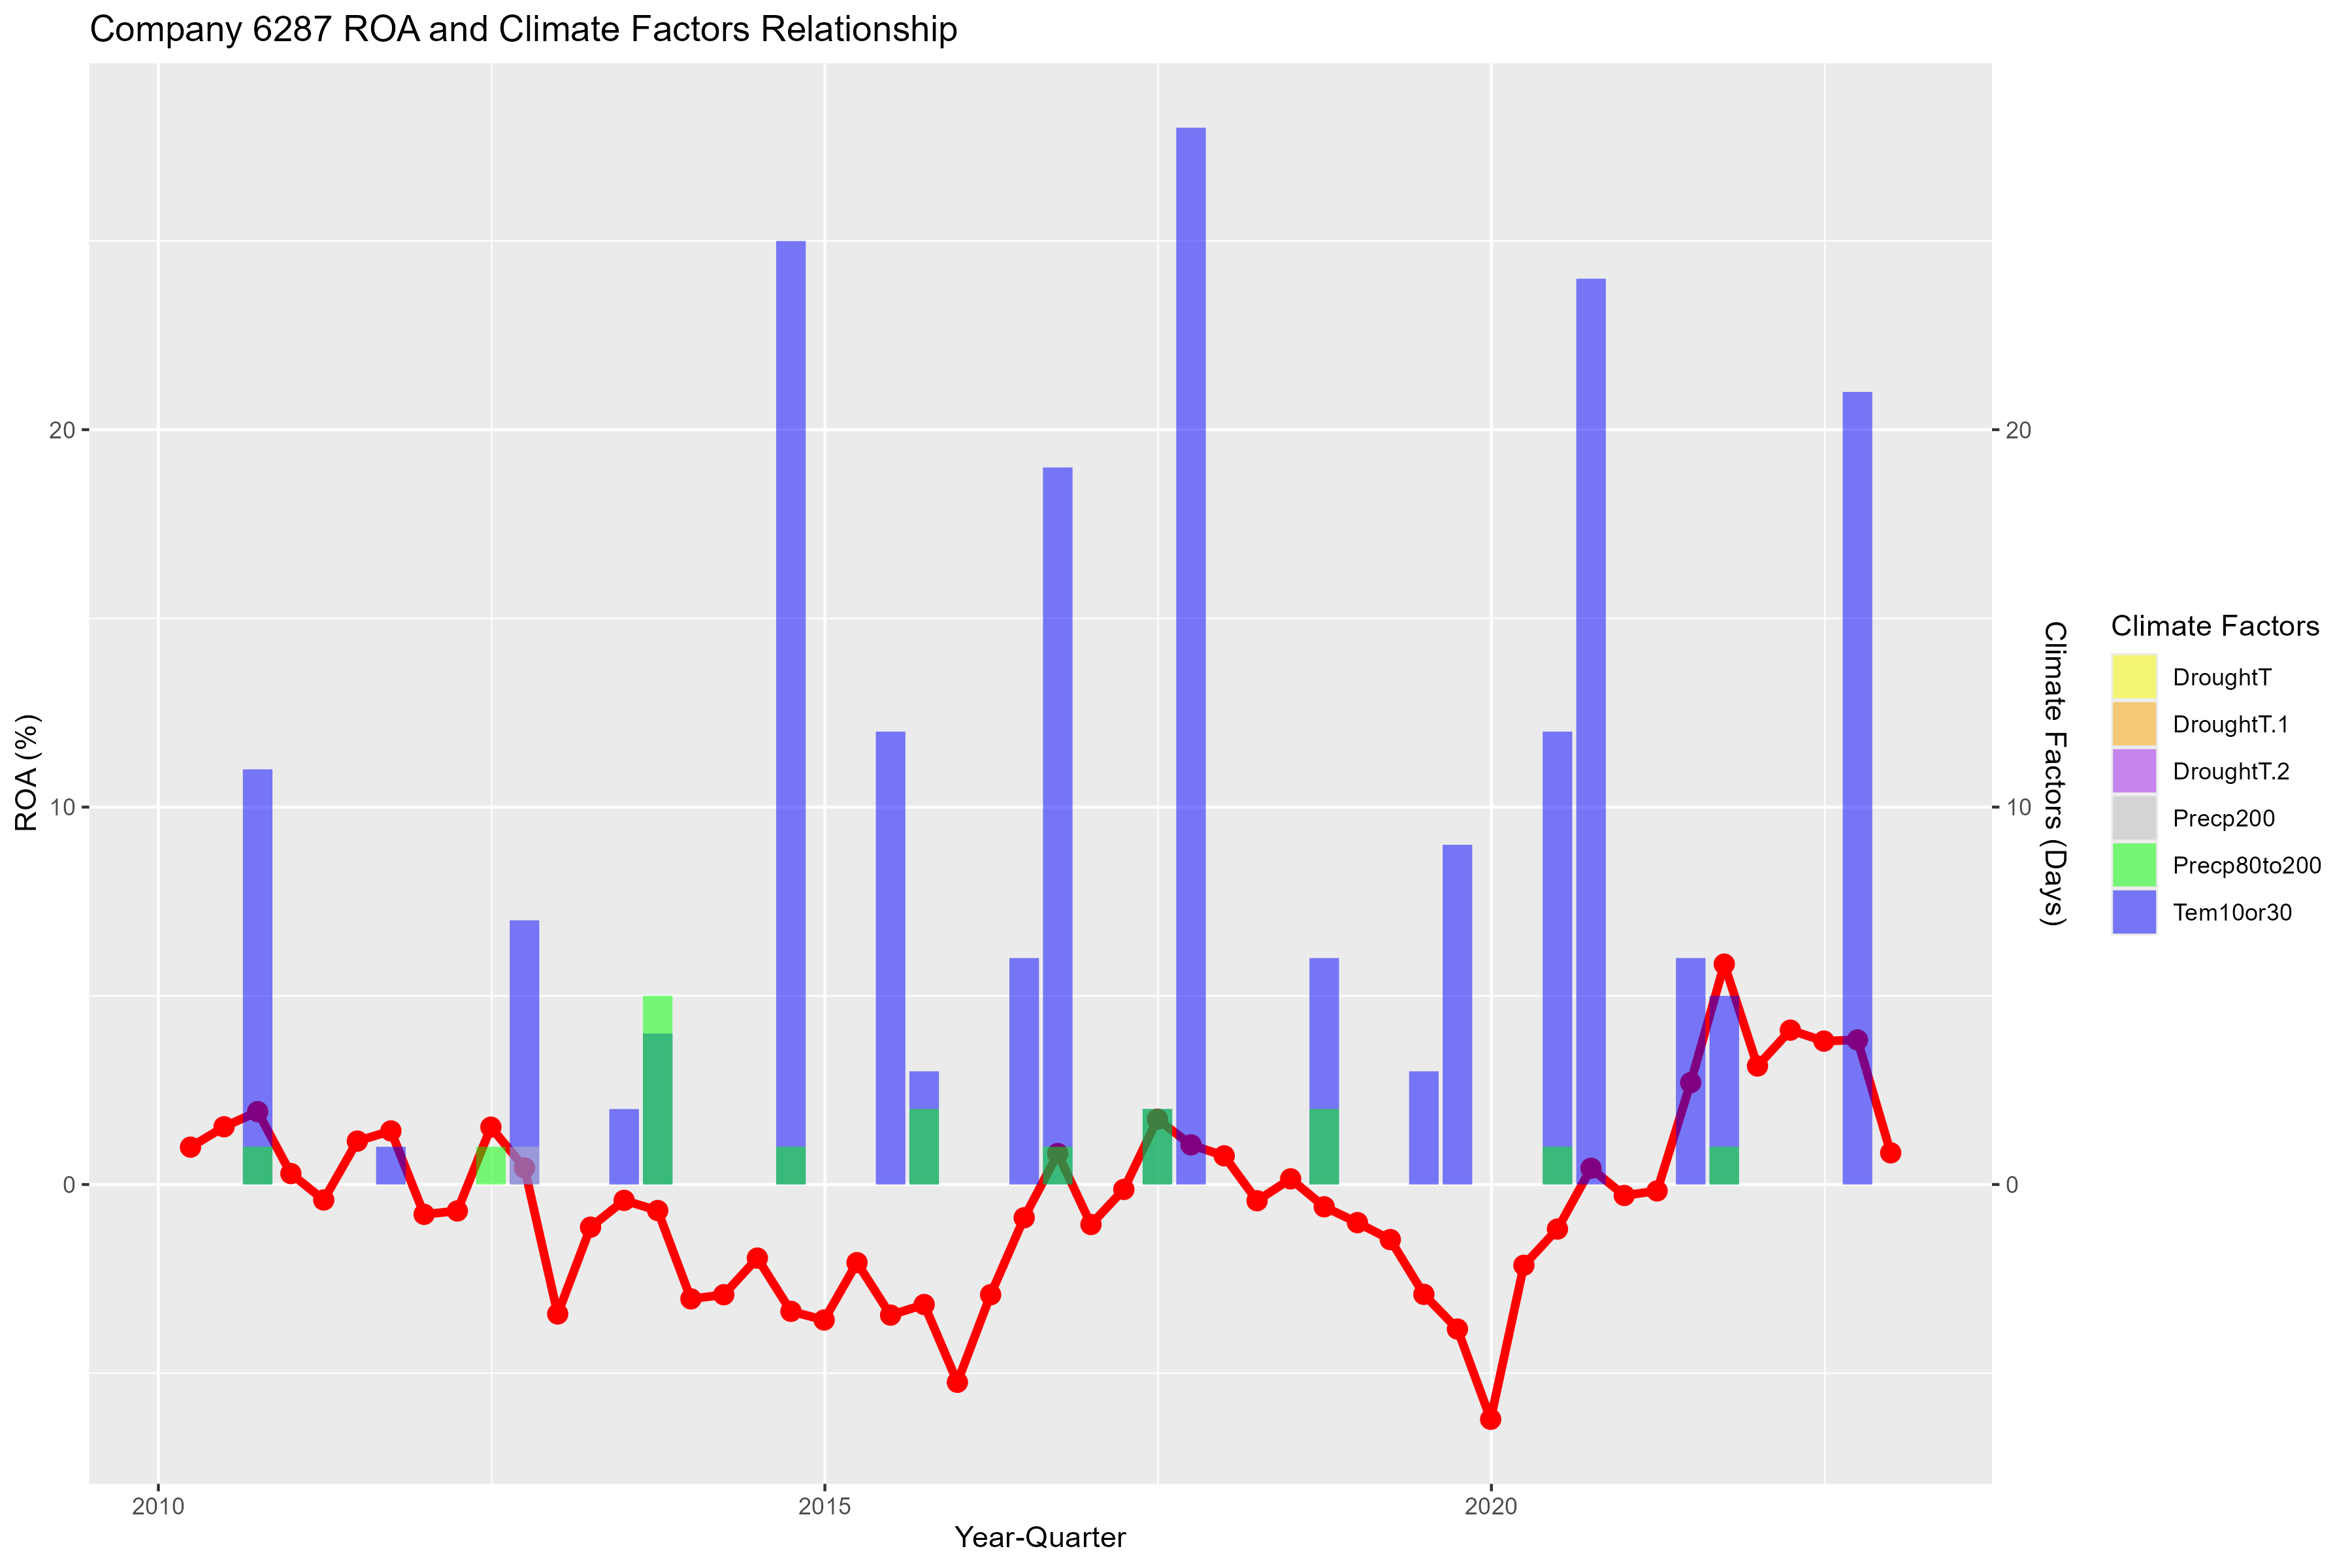 Company 6287 ROA and Climate Factors Relationship
ROA (%)
20
10
0
20
10
0
Climate Factors (Days)
2010
2015
2020
Year-Quarter
Climate Factors
DroughtT
DroughtT.1
DroughtT.2
Precp200
Precp80to200
Tem10or30